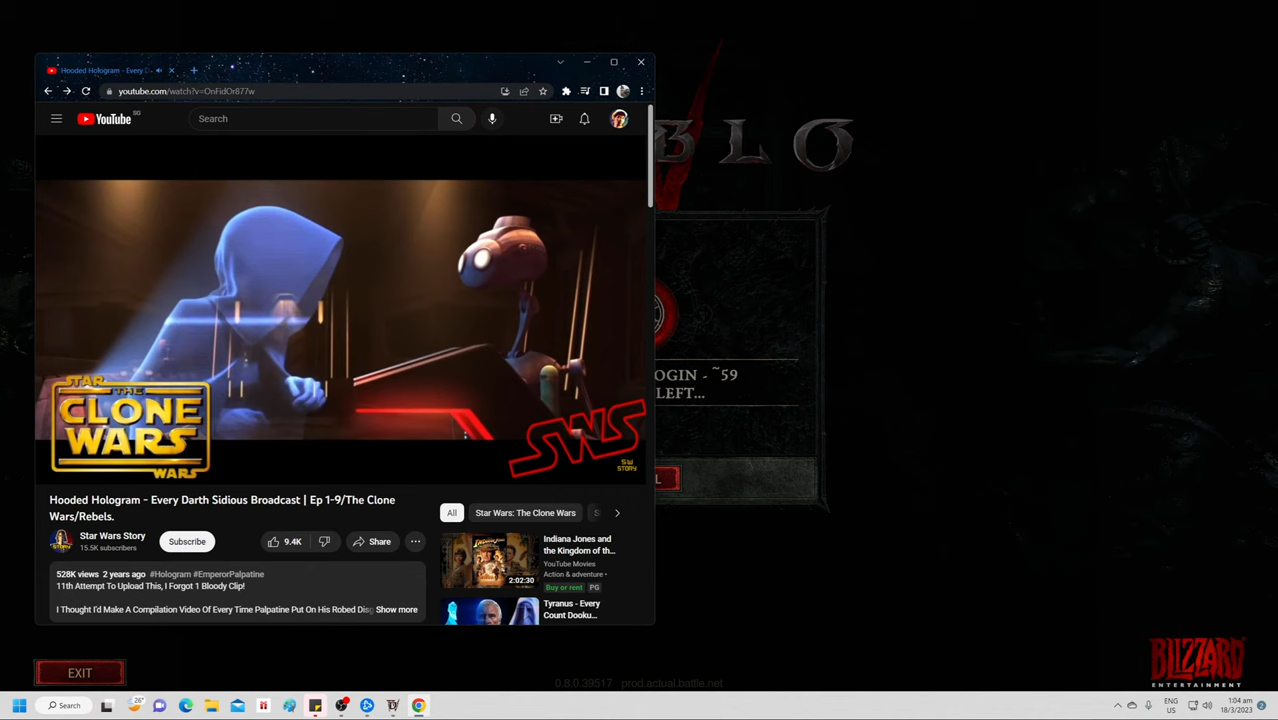 Hooded Hologram - Every D
youtube.com/watch?v=OnFidOr877w
YouTube SG
Search
STAR
THE
CLONE
WARS
WARS
SWS
SW
STORY
Hooded Hologram - Every Darth Sidious Broadcast | Ep 1-9/The Clone
Wars/Rebels.
Star Wars Story
15.5K subscribers
Subscribe
9.4K
Share
528K views 2 years ago #Hologram #EmperorPalpatine
11th Attempt To Upload This, I Forgot 1 Bloody Clip!
I Thought I'd Make A Compilation Video Of Every Time Palpatine Put On His Robed Disg Show more
All
Star Wars: The Clone Wars
S
Indiana Jones and
the Kingdom of th...
YouTube Movies
Action & adventure •
Buy or rent PG
2:02:30
Tyranus - Every
Count Dooku...
BLO
OGIN - ~59
LEFT...
L
EXIT
0.8.0.39517 prod.actual.battle.net
BLIZZARD
ENTERTAINMENT
Search
26°
ENG
US
1:04 am
18/3/2023
2